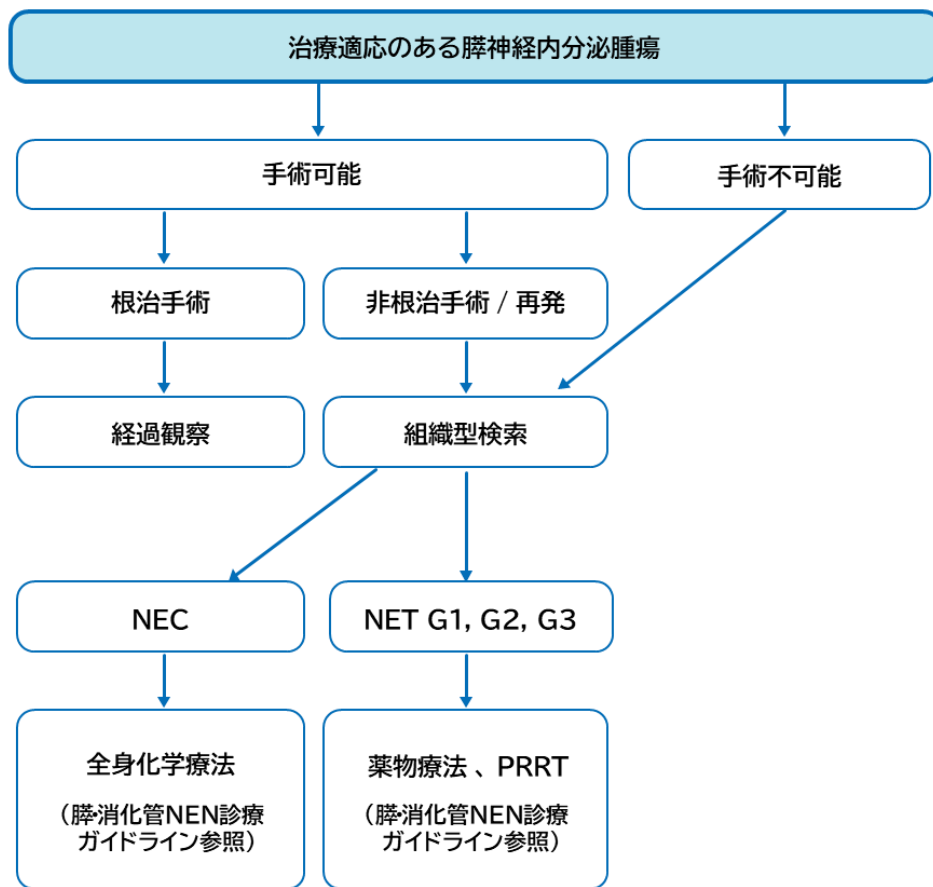 治療適応のある膵神経内分泌腫瘍
手術可能
手術不可能
根治手術
非根治手術 / 再発
経過観察
組織型検索
NEC
NET G1, G2, G3
全身化学療法
（膵・消化管NEN診療
ガイドライン参照）
薬物療法 、PRRT
（膵・消化管NEN診療
ガイドライン参照）